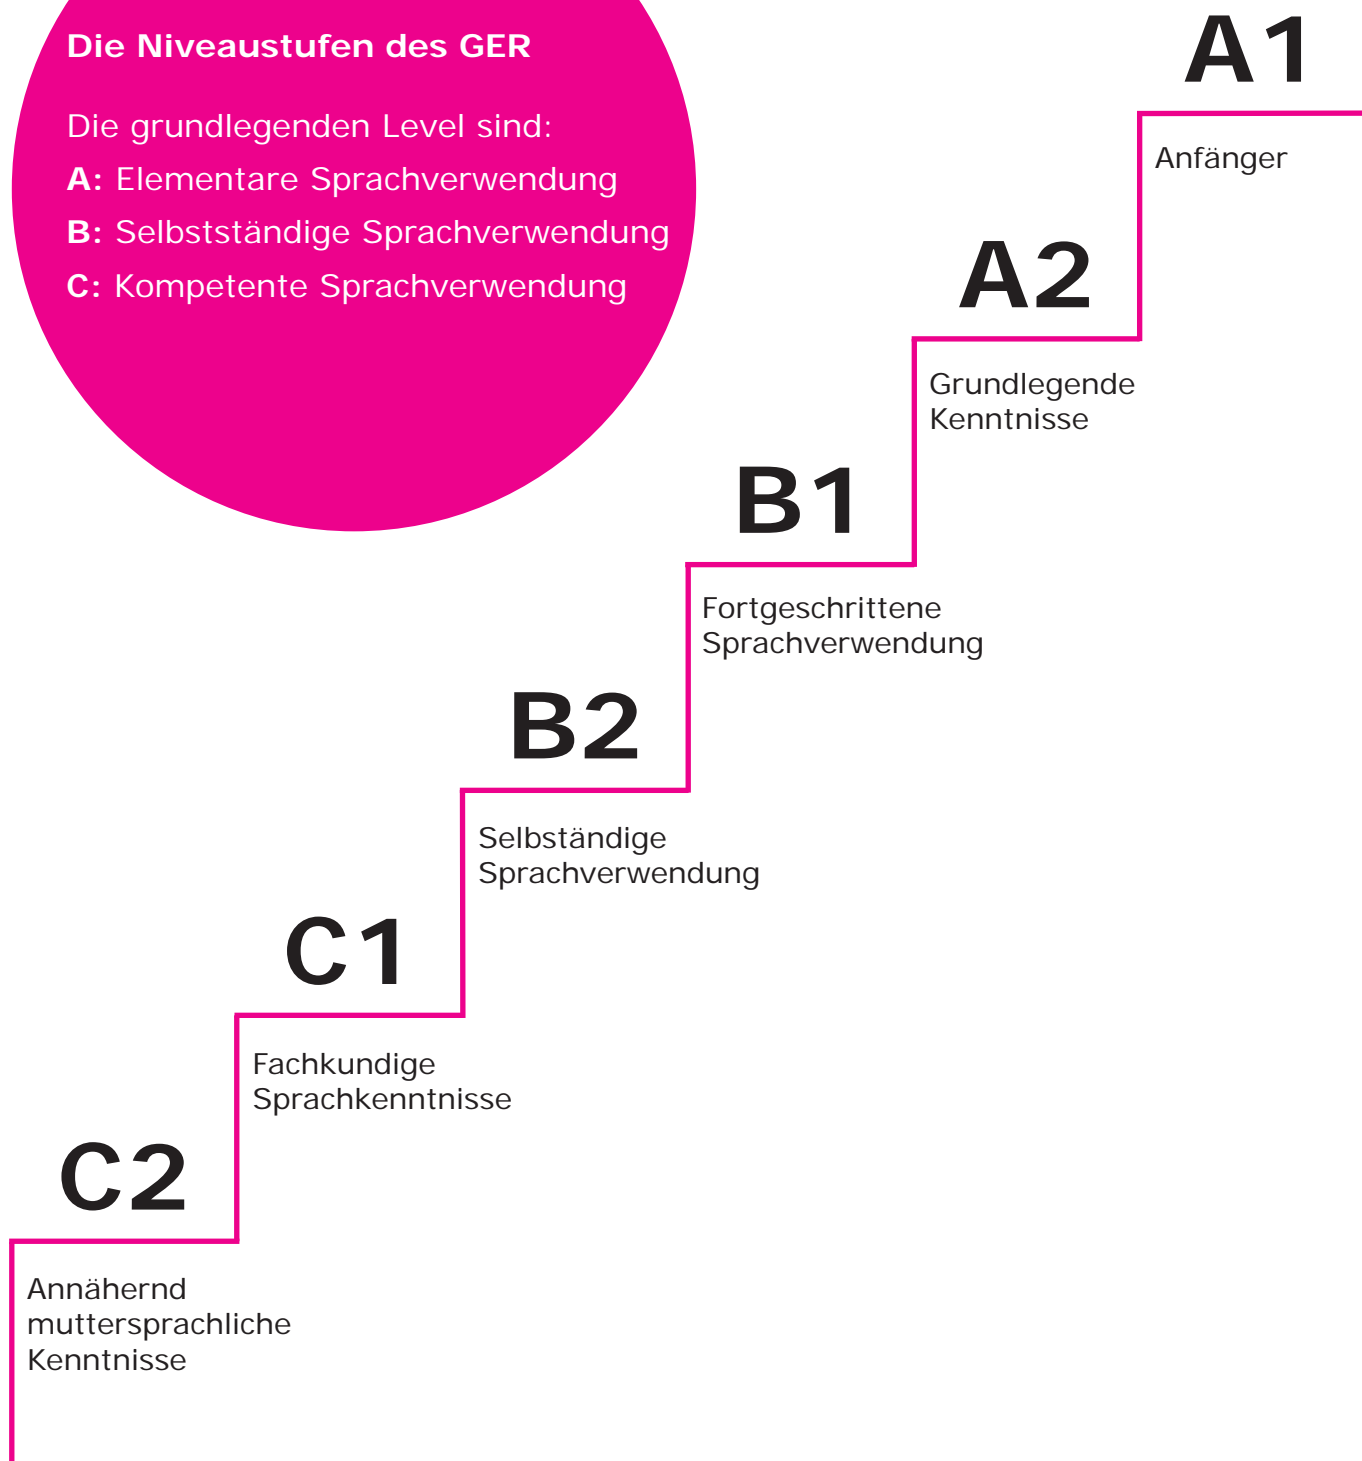 Die Niveaustufen des GER
Die grundlegenden Level sind:
A: Elementare Sprachverwendung
B: Selbstständige Sprachverwendung
C: Kompetente Sprachverwendung
A1
Anfänger
A2
Grundlegende
Kenntnisse
B1
Fortgeschrittene
Sprachverwendung
B2
Selbständige
Sprachverwendung
C1
Fachkundige
Sprachkenntnisse
C2
Annähernd
muttersprachliche
Kenntnisse